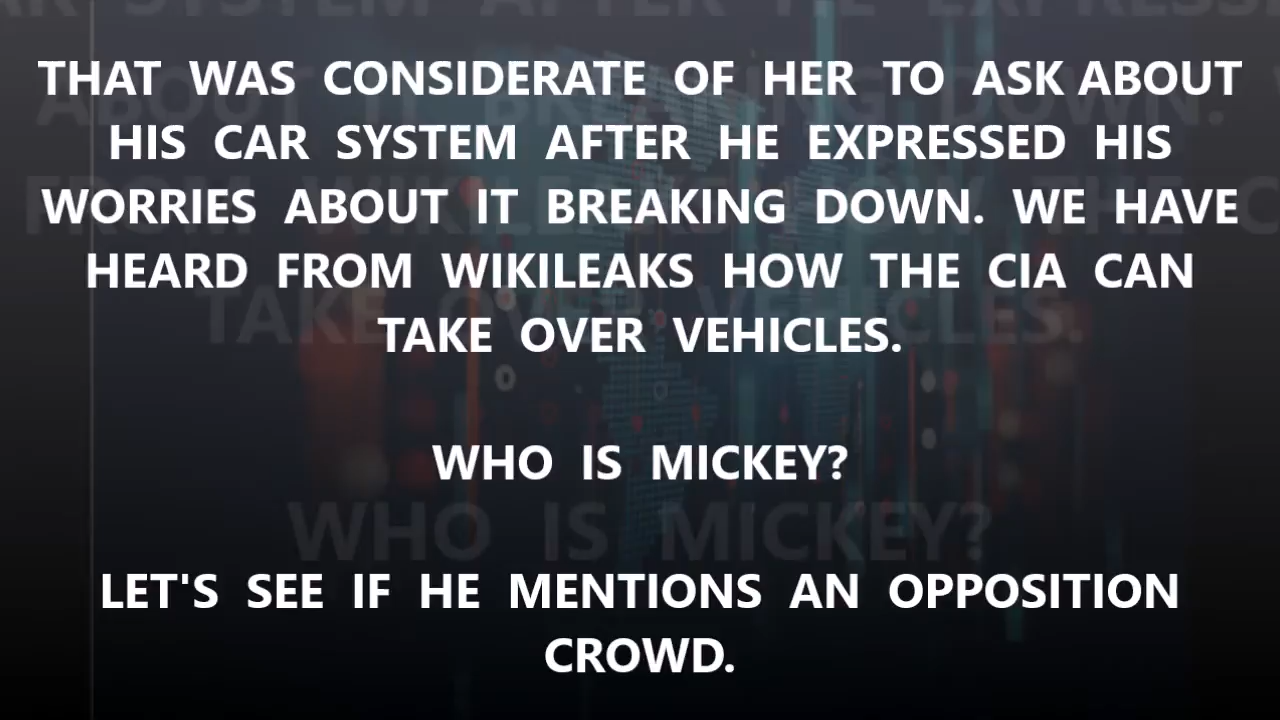 THAT WAS CONSIDERATE OF HER TO ASK ABOUT
HIS CAR SYSTEM AFTER HE EXPRESSED HIS
WORRIES ABOUT IT BREAKING DOWN. WE HAVE
HEARD FROM WIKILEAKS HOW THE CIA CAN
TAKE OVER VEHICLES.
WHO IS MICKEY?
LET'S SEE IF HE MENTIONS AN OPPOSITION
CROWD.